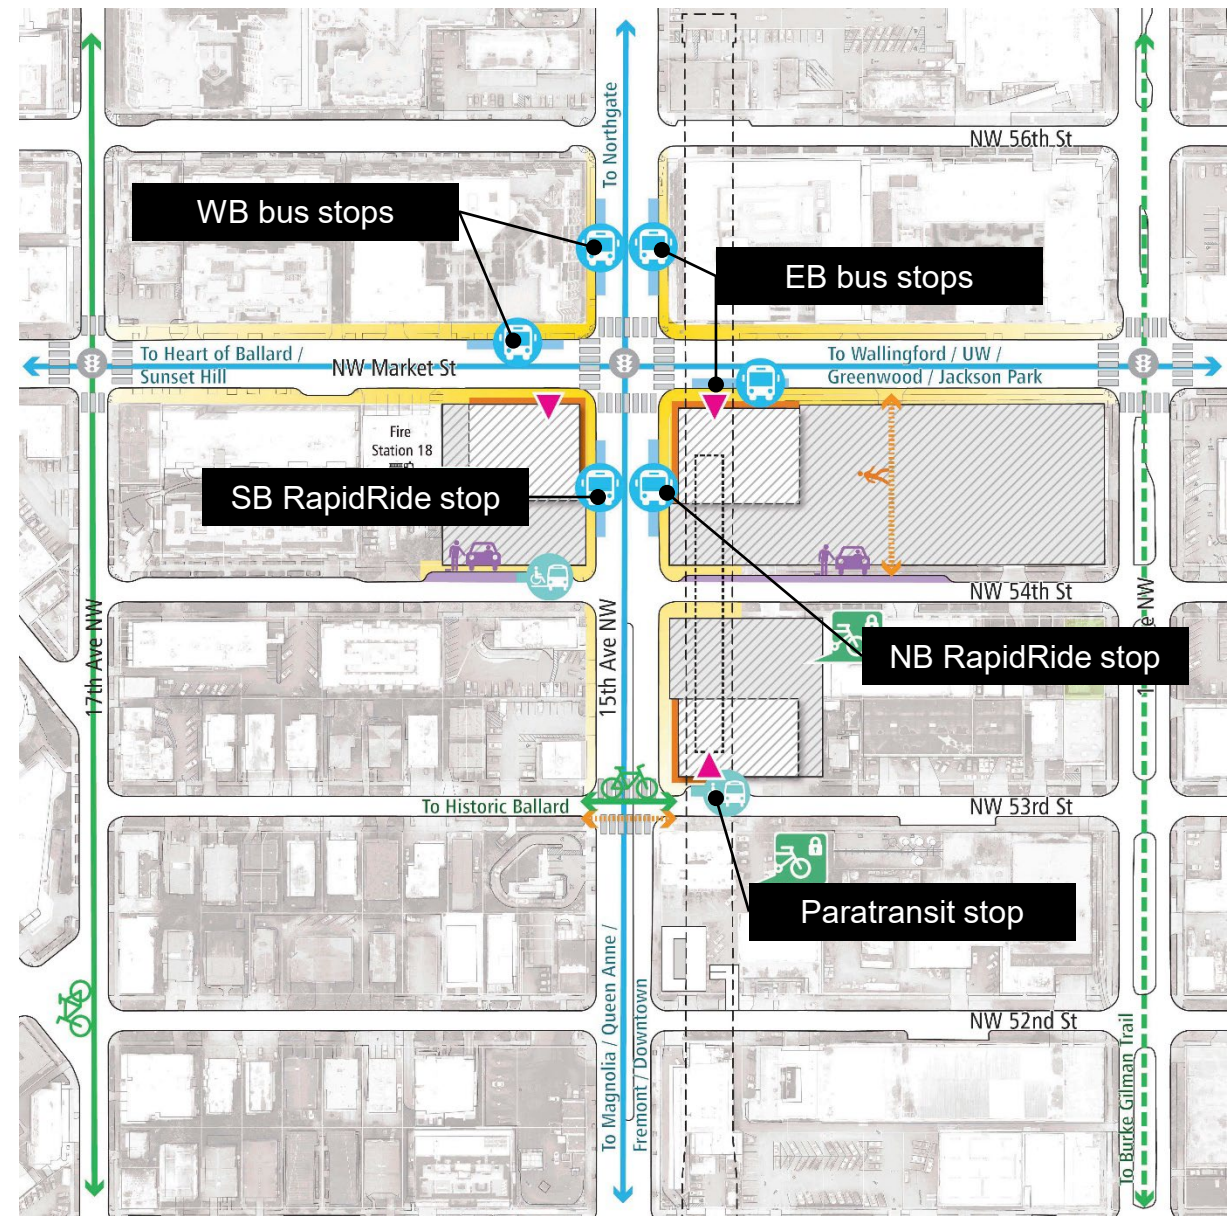 NW 56th St
To Northgate
WB bus stops
EB bus stops
To Heart of Ballard /
Sunset Hill
NW Market St
To Wallingford / UW /
Greenwood / Jackson Park
Fire
Station 18
SB RapidRide stop
NW 54th St
17th Ave NW
15th Ave NW
NW
NB RapidRide stop
To Historic Ballard
NW 53rd St
Paratransit stop
To Magnolia / Queen Anne /
Fremont / Downtown
NW 52nd St
To Burke Gilman Trail